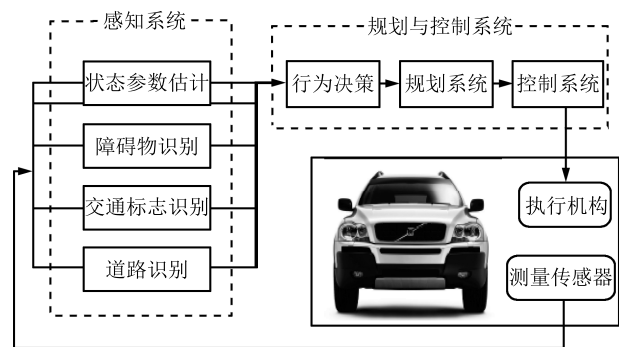 感知系统
状态参数估计
障碍物识别
交通标志识别
道路识别
规划与控制系统
行为决策
规划系统
控制系统
执行机构
测量传感器